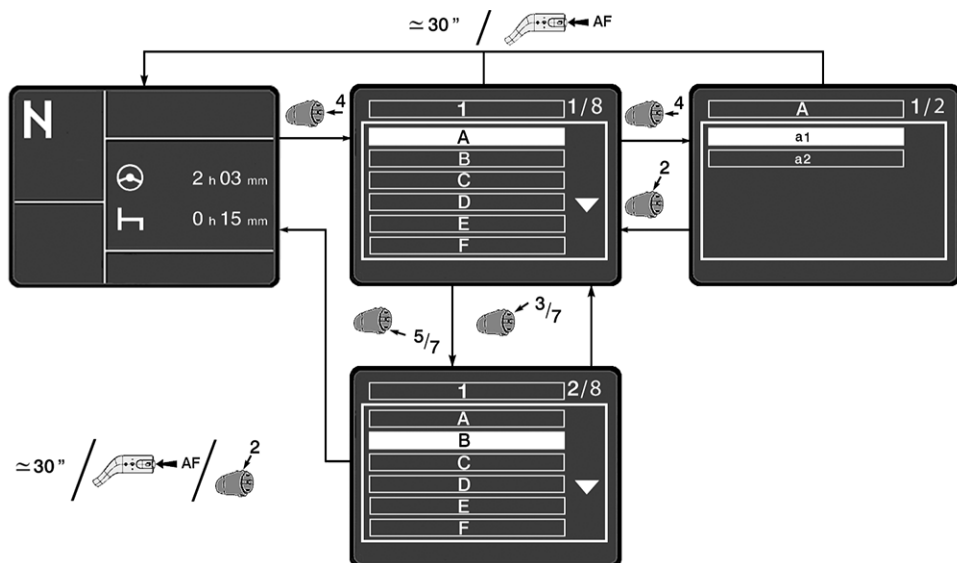 ≃ 30 " / AF
N
2 h 03 mm
0 h 15 mm
4
1 1/8
A
B
C
D
E
F
4
2
A 1/2
a1
a2
5/7
3/7
1 2/8
A
B
C
D
E
F
≃ 30 " / AF / 2